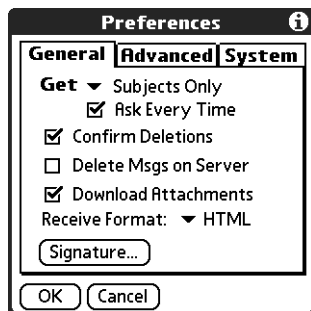 Preferences
General Advanced System
Get Subjects Only
Ask Every Time
Confirm Deletions
Delete Msgs on Server
Download Attachments
Receive Format: HTML
Signature...
OK Cancel